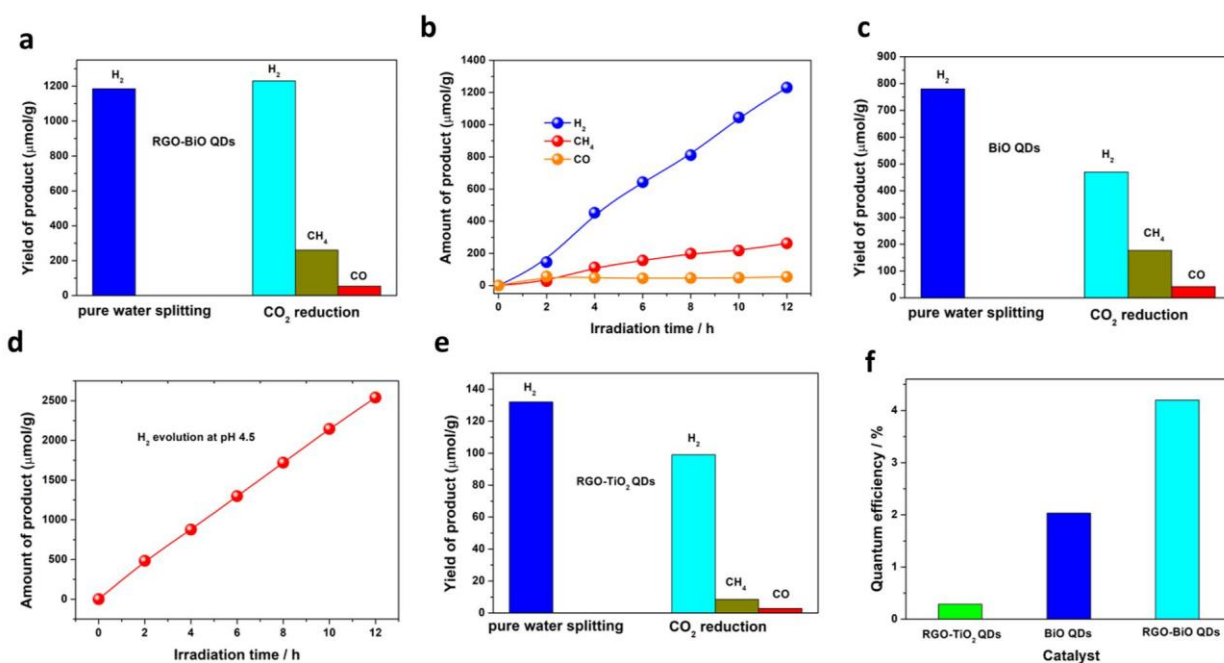 a
Yield of product (μmol/g)
1200
1000
800
600
400
200
0
H₂
RGO-BiO QDs
H₂
CH₄
CO
pure water splitting
CO₂ reduction
b
Amount of product (μmol/g)
1400
1200
1000
800
600
400
200
0
H₂
CH₄
CO
0 2 4 6 8 10 12
Irradiation time / h
c
Yield of product (μmol/g)
900
800
700
600
500
400
300
200
100
0
H₂
BiO QDs
H₂
CH₄
CO
pure water splitting
CO₂ reduction
d
Amount of product (μmol/g)
2500
2000
1500
1000
500
0
H₂ evolution at pH 4.5
0 2 4 6 8 10 12
Irradiation time / h
e
Yield of product (μmol/g)
140
120
100
80
60
40
20
0
H₂
RGO-TiO₂ QDs
H₂
CH₄
CO
pure water splitting
CO₂ reduction
f
Quantum efficiency / %
4
3
2
1
0
RGO-TiO₂ QDs
BiO QDs
RGO-BiO QDs
Catalyst